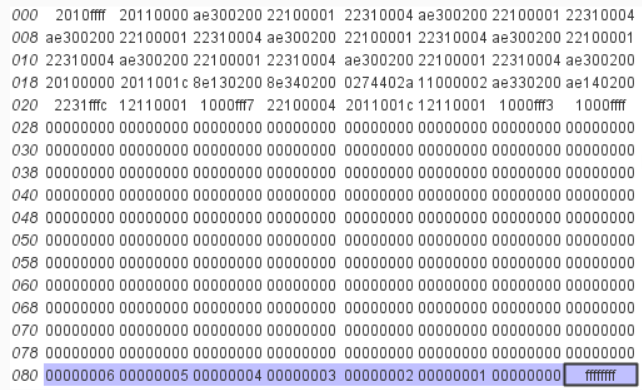 000 2010ffff 20110000 ae300200 22100001 22310004 ae300200 22100001 22310004
008 ae300200 22100001 22310004 ae300200 22100001 22310004 ae300200 22100001
010 22310004 ae300200 22100001 22310004 ae300200 22100001 22310004 ae300200
018 20100000 2011001c 8e130200 8e340200 0274402a 11000002 ae330200 ae140200
020 2231fffc 12110001 1000fff7 22100004 2011001c 12110001 1000fff3 1000ffff
028 00000000 00000000 00000000 00000000 00000000 00000000 00000000 00000000
030 00000000 00000000 00000000 00000000 00000000 00000000 00000000 00000000
038 00000000 00000000 00000000 00000000 00000000 00000000 00000000 00000000
040 00000000 00000000 00000000 00000000 00000000 00000000 00000000 00000000
048 00000000 00000000 00000000 00000000 00000000 00000000 00000000 00000000
050 00000000 00000000 00000000 00000000 00000000 00000000 00000000 00000000
058 00000000 00000000 00000000 00000000 00000000 00000000 00000000 00000000
060 00000000 00000000 00000000 00000000 00000000 00000000 00000000 00000000
068 00000000 00000000 00000000 00000000 00000000 00000000 00000000 00000000
070 00000000 00000000 00000000 00000000 00000000 00000000 00000000 00000000
078 00000000 00000000 00000000 00000000 00000000 00000000 00000000 00000000
080 00000006 00000005 00000004 00000003 00000002 00000001 00000000 ffffffff